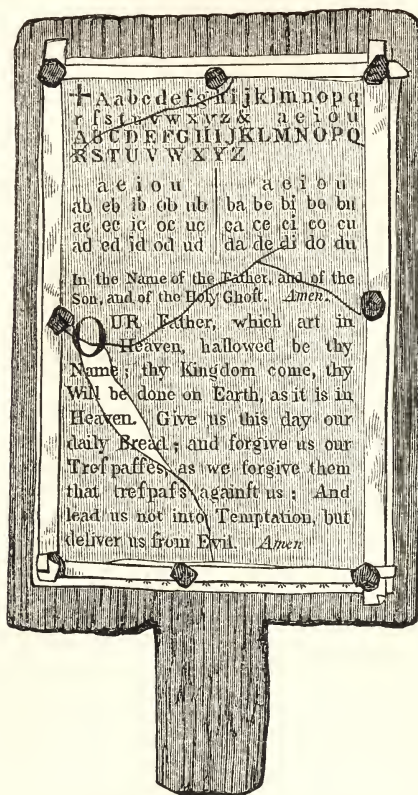 ✝Aabcdefghijklmnopq
rſstuvwxyz& aeiou
ABCDEFGHIJKLMNOPQ
RSTUVWXYZ
a e i o u a e i o u
ab eb ib ob ub ba be bi bo bu
ac ec ic oc uc ca ce ci co cu
ad ed id od ud da de di do du
In the Name of the Father, and of the
Son, and of the Holy Ghoſt. Amen.
OUR Father, which art in
Heaven, hallowed be thy
Name; thy Kingdom come, thy
Will be done on Earth, as it is in
Heaven. Give us this day our
daily Bread; and forgive us our
Treſpaſſes, as we forgive them
that treſpaſs againſt us: And
lead us not into Temptation, but
deliver us from Evil. Amen